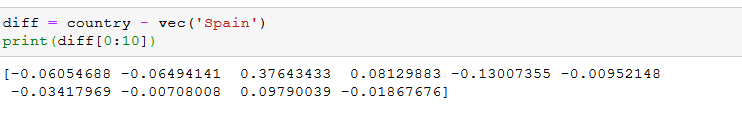 diff = country - vec('Spain')
print(diff[0:10])
[-0.06054688 -0.06494141  0.37643433  0.08129883 -0.13007355 -0.00952148
 -0.03417969 -0.00708008  0.09790039 -0.01867676]